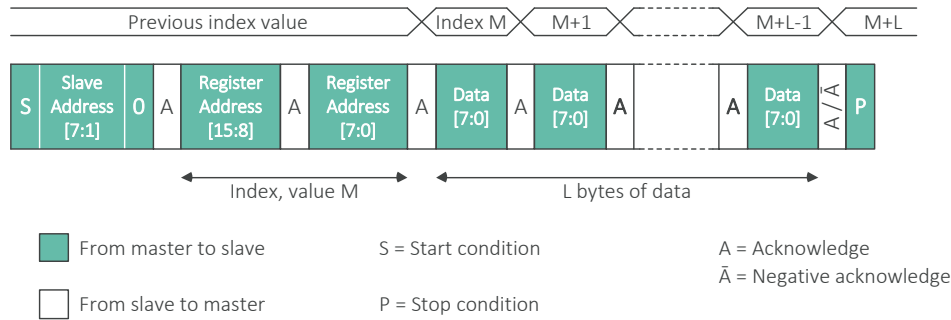 Previous index value Index M M+1 M+L-1 M+L
S Slave Address [7:1] 0 A Register Address [15:8] A Register Address [7:0] A Data [7:0] A Data [7:0] A A Data [7:0] A / Ā P
Index, value M L bytes of data
From master to slave S = Start condition A = Acknowledge
Ā = Negative acknowledge
From slave to master P = Stop condition